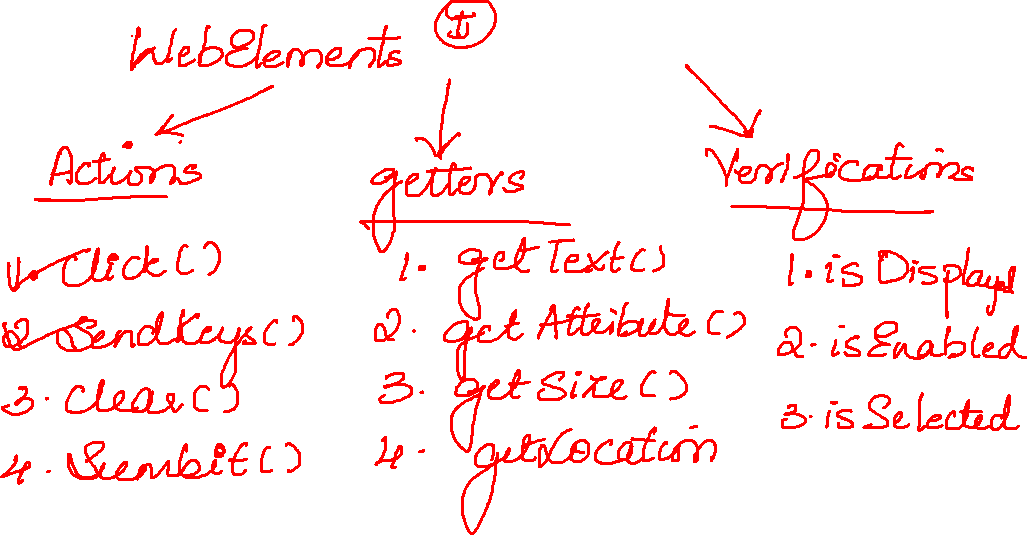 WebElements II
Actions
1. Click()
2. SendKeys()
3. Clear()
4. Sumbit()
getters
1. getText()
2. getAttribute()
3. getSize()
4. getLocation
Verifications
1. isDisplayed
2. isEnabled
3. isSelected